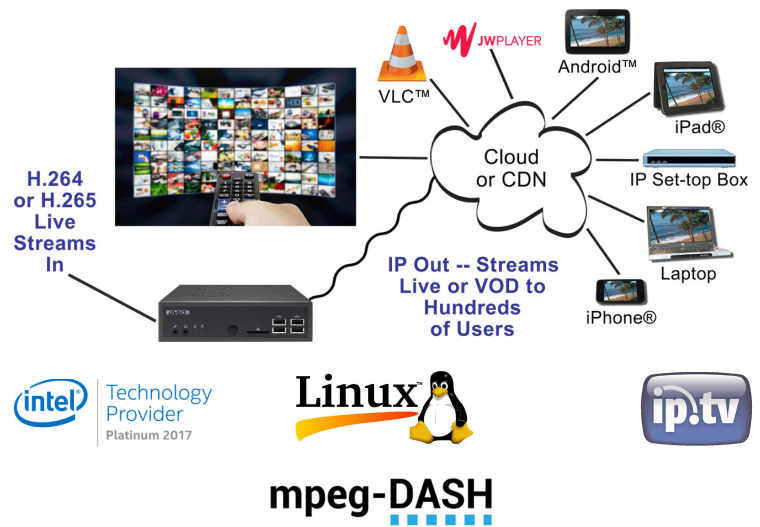 VLC™
JWPLAYER
Android™
iPad®
Cloud
or CDN
IP Set-top Box
H.264
or H.265
Live
Streams
In
IP Out -- Streams
Live or VOD to
Hundreds
of Users
Laptop
iPhone®
intel®
Technology
Provider
Platinum 2017
Linux™
ip.tv
mpeg-DASH